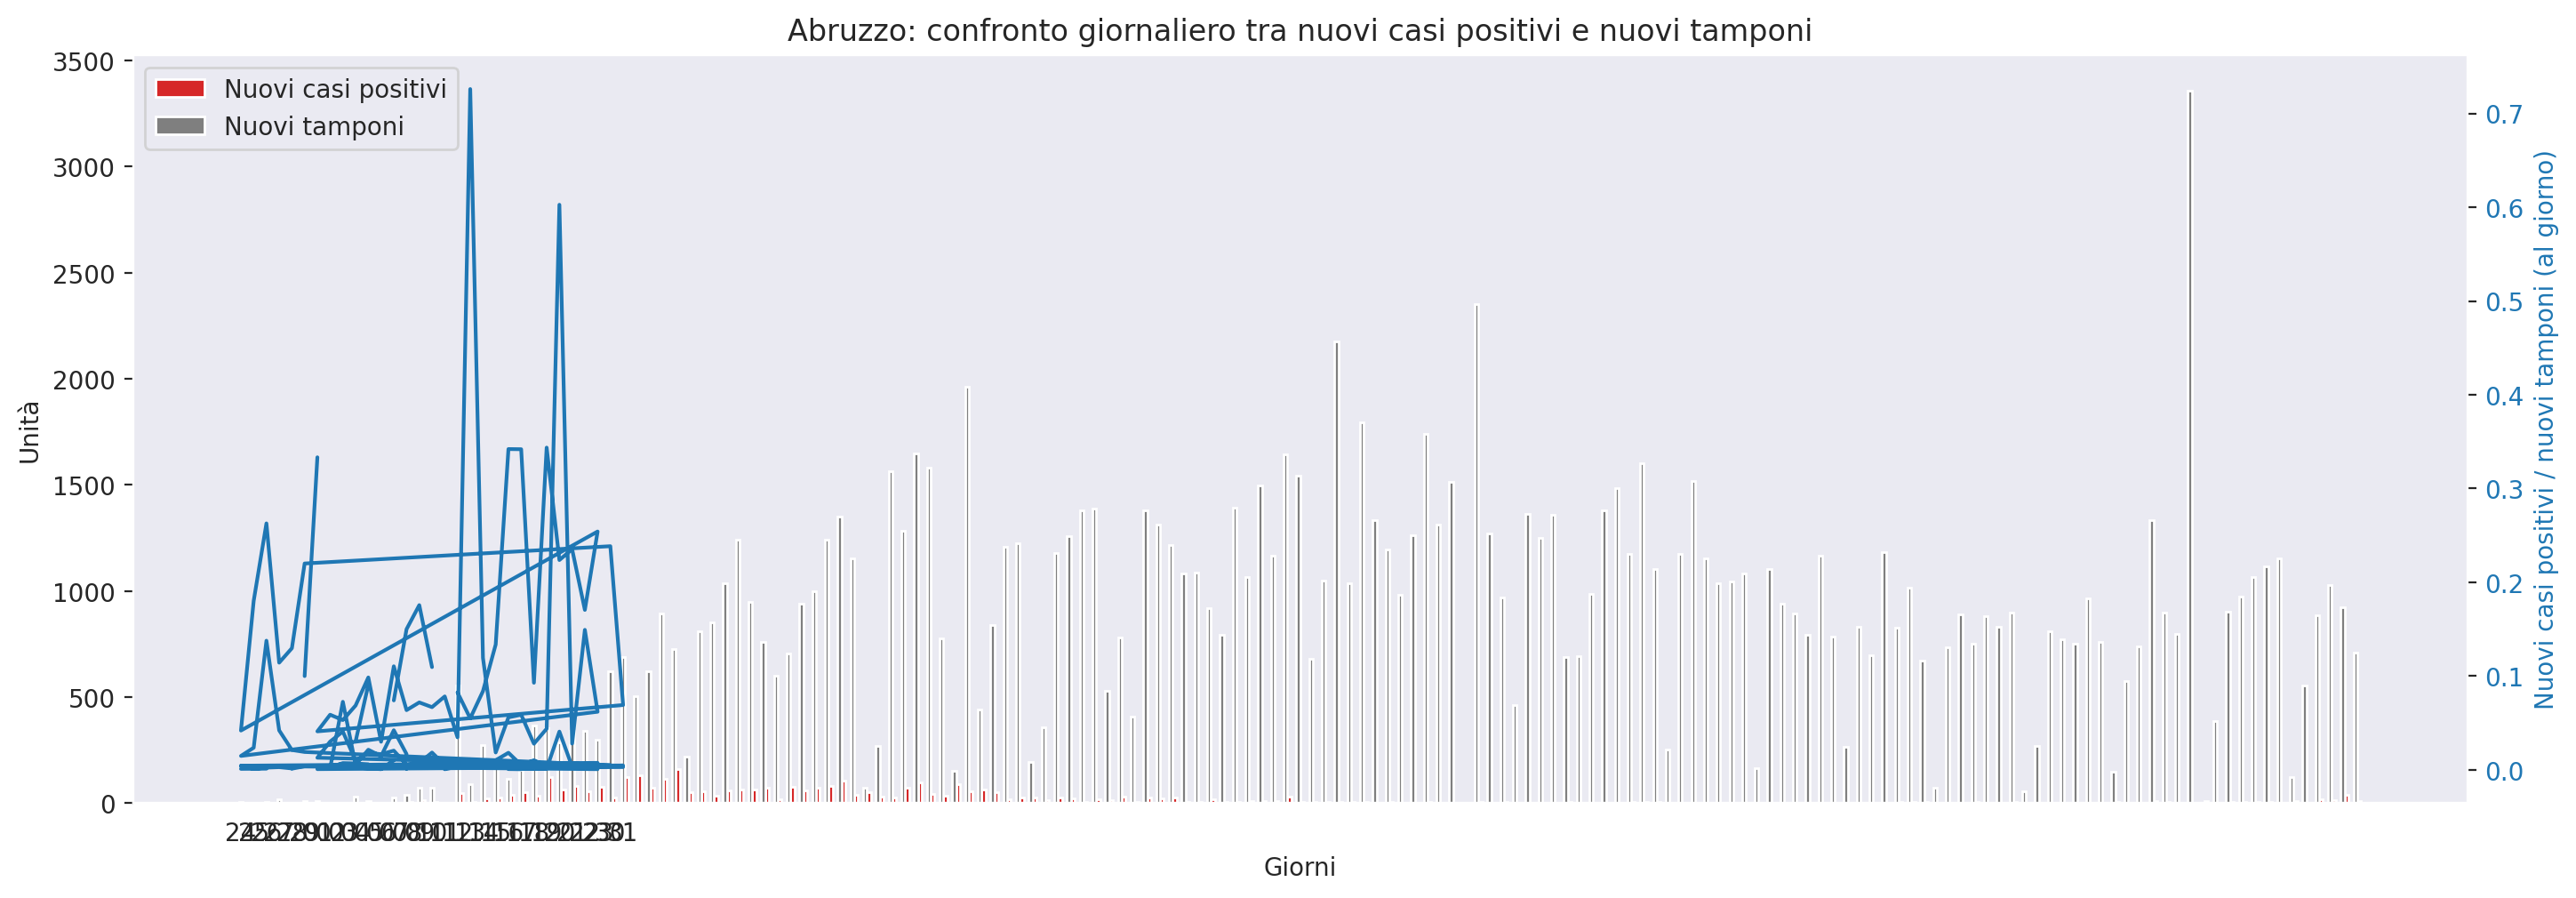 Abruzzo: confronto giornaliero tra nuovi casi positivi e nuovi tamponi
Nuovi casi positivi
Nuovi tamponi
3500
3000
2500
2000
1500
1000
500
0
Unità
0.7
0.6
0.5
0.4
0.3
0.2
0.1
0.0
Nuovi casi positivi / nuovi tamponi (al giorno)
Giorni